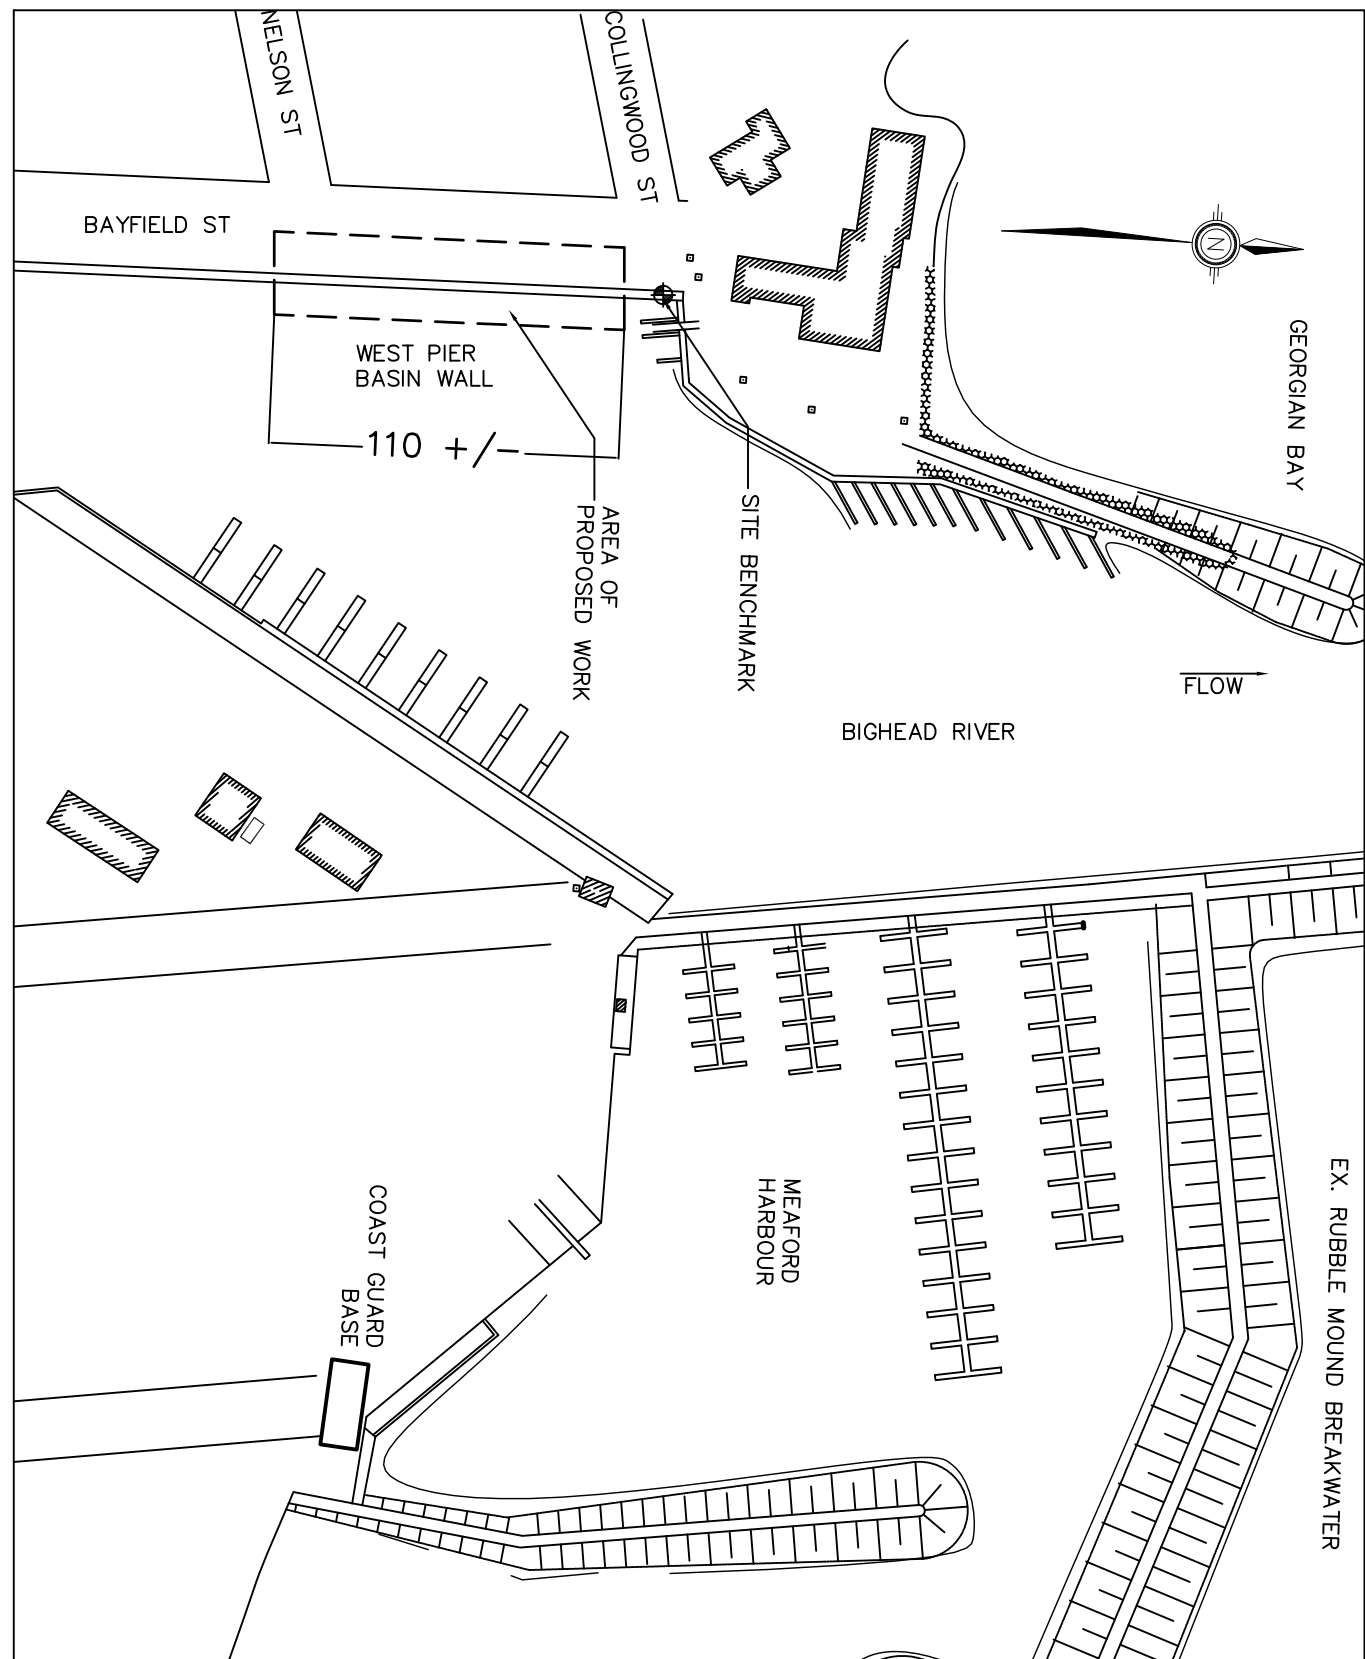 NELSON ST
COLLINGWOOD ST
BAYFIELD ST
N
GEORGIAN BAY
WEST PIER
BASIN WALL
110 +/-
AREA OF
PROPOSED WORK
SITE BENCHMARK
FLOW
BIGHEAD RIVER
MEAFORD
HARBOUR
COAST GUARD
BASE
EX. RUBBLE MOUND BREAKWATER